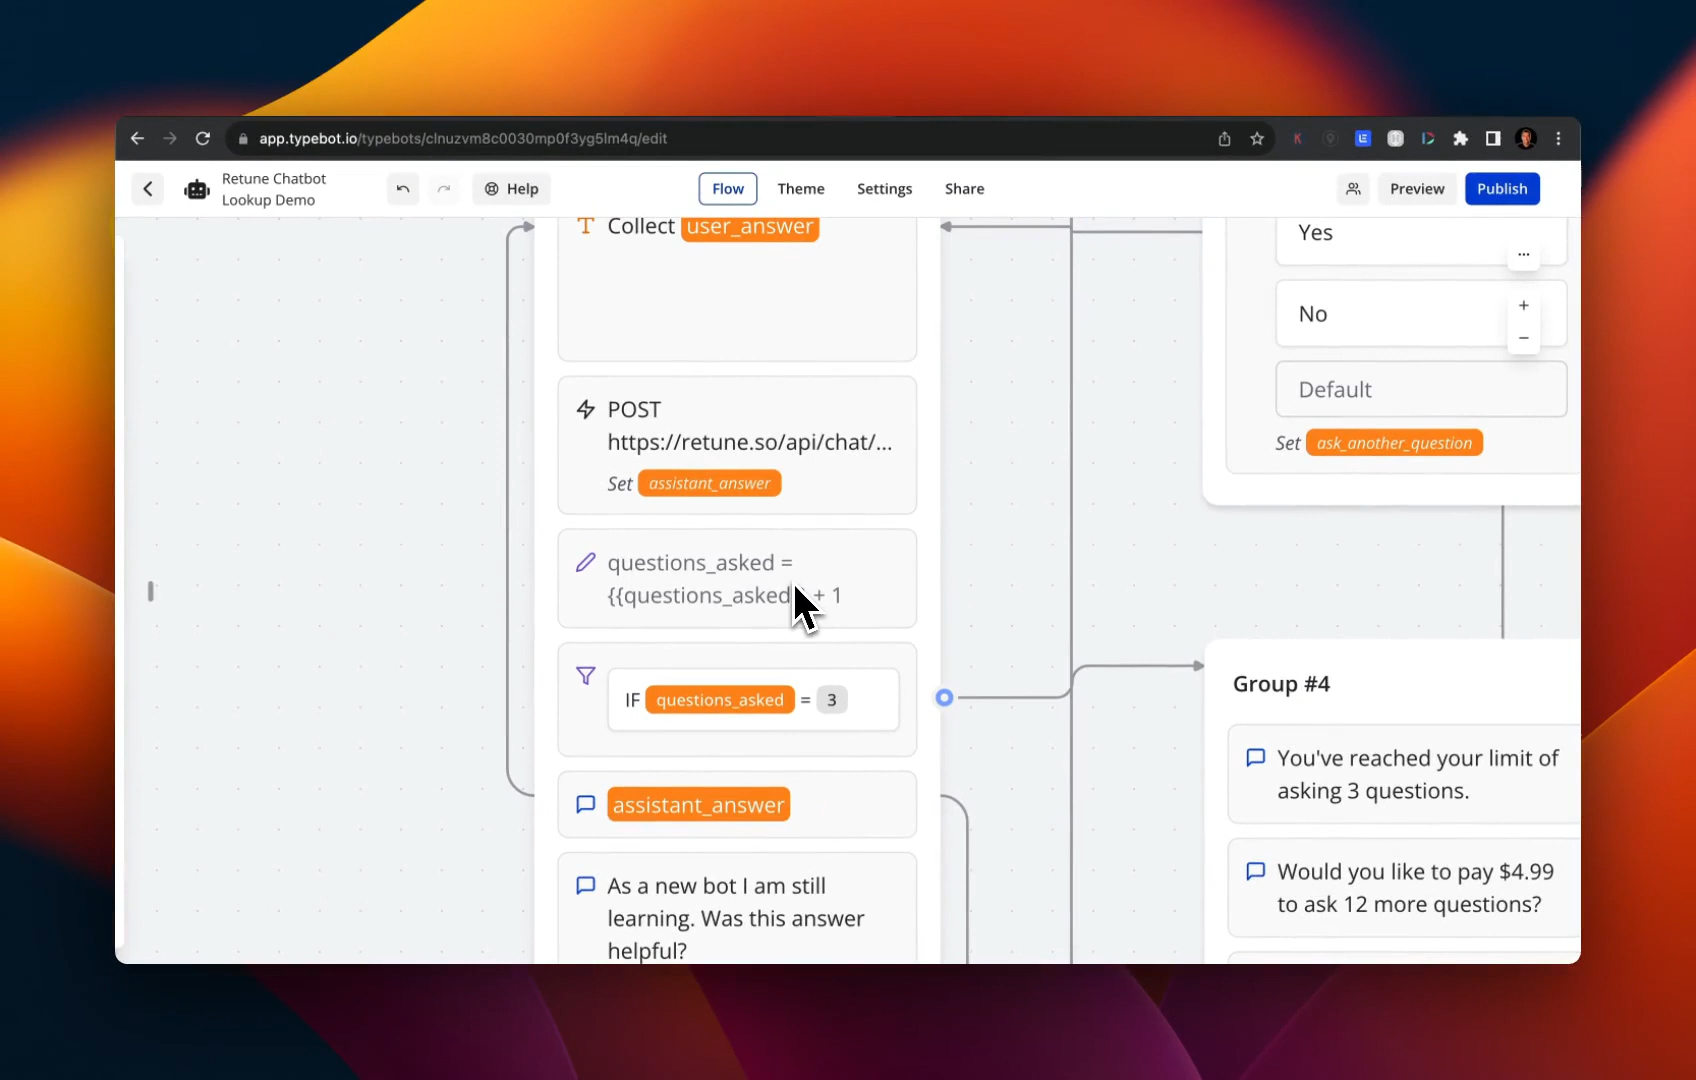 app.typebot.io/typebots/clnuzvm8c0030mp0f3yg5lm4q/edit
Retune Chatbot
Lookup Demo
Help
Flow
Theme
Settings
Share
Preview
Publish
Collect user_answer
POST
https://retune.so/api/chat/...
Set assistant_answer
questions_asked =
{{questions_asked + 1
IF questions_asked = 3
assistant_answer
As a new bot I am still
learning. Was this answer
helpful?
Yes
No
Default
Set ask_another_question
Group #4
You've reached your limit of
asking 3 questions.
Would you like to pay $4.99
to ask 12 more questions?